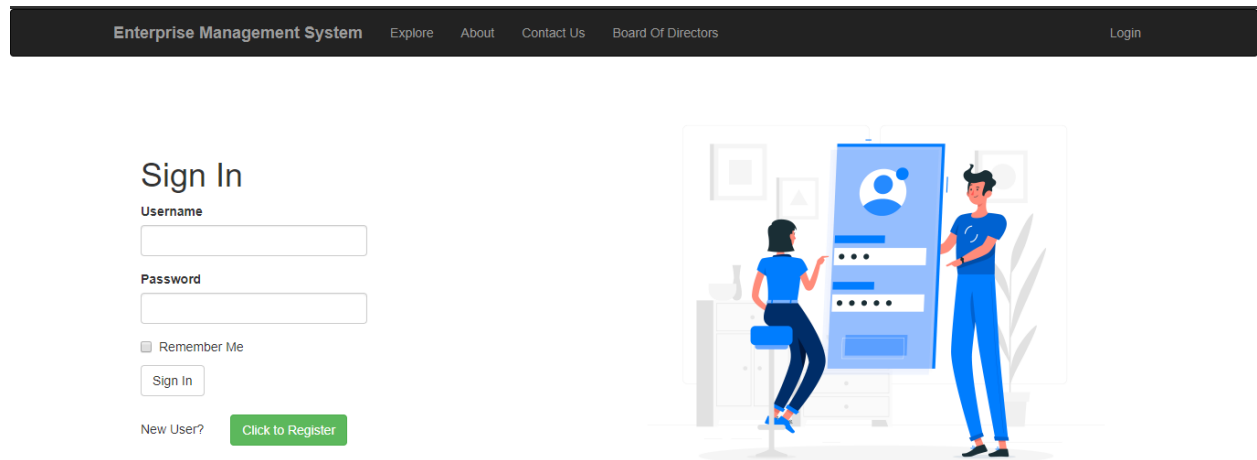 Enterprise Management System Explore About Contact Us Board Of Directors Login
Sign In
Username
Password
Remember Me
Sign In
New User? Click to Register